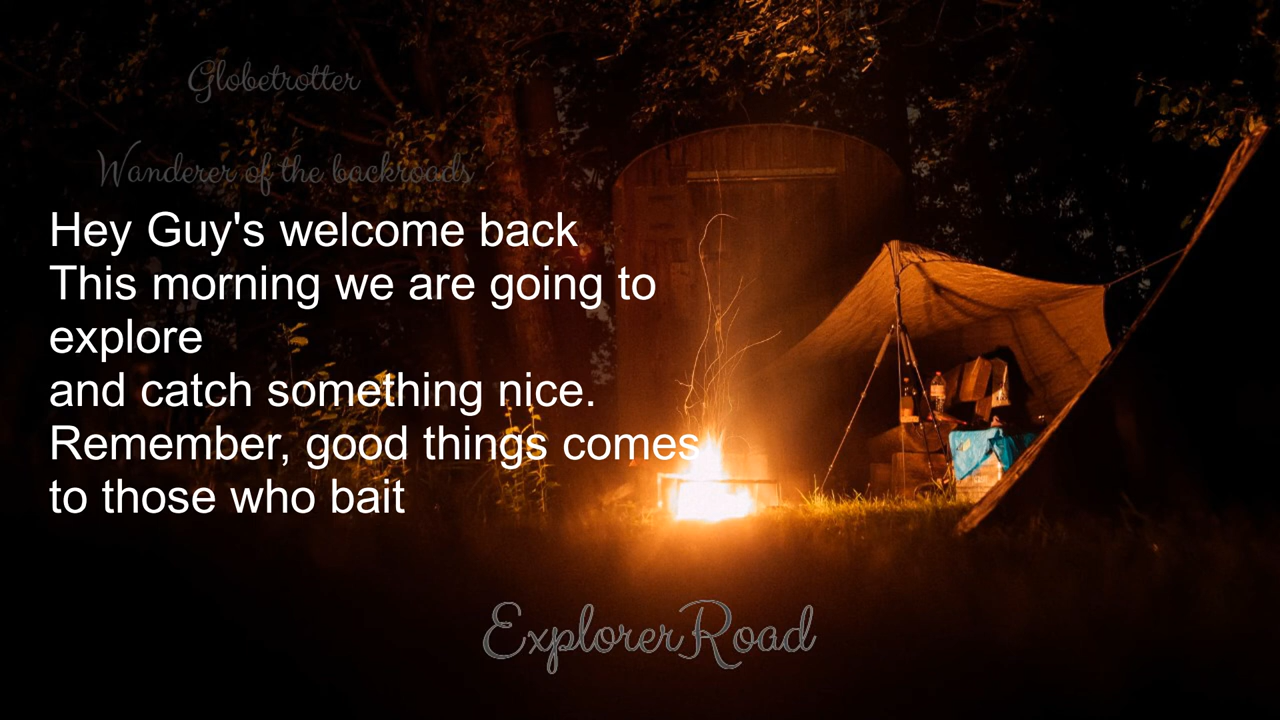 Globetrotter
Wanderer of the backroads
Hey Guy's welcome back
This morning we are going to
explore
and catch something nice.
Remember, good things comes
to those who bait
ExplorerRoad